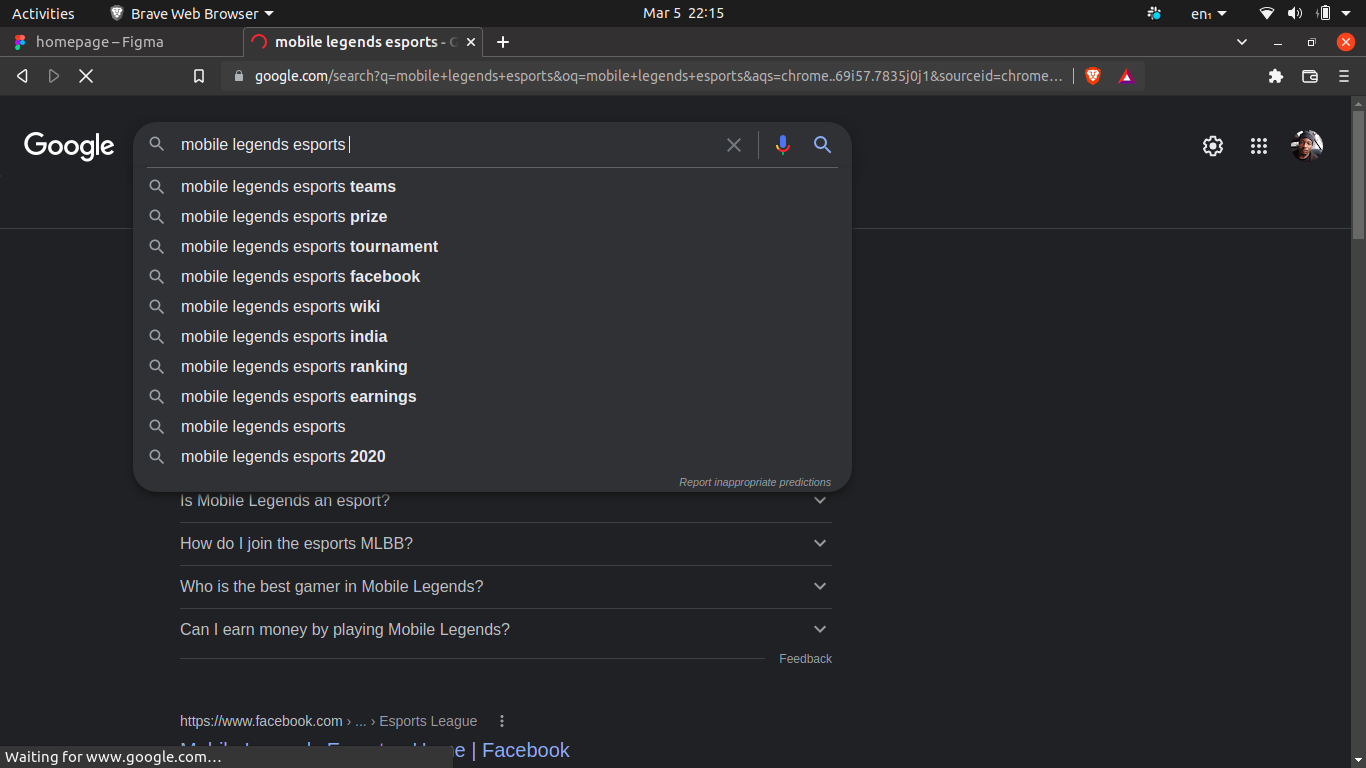 Activities
Brave Web Browser
Mar 5 22:15
en₁
homepage – Figma
mobile legends esports -
google.com/search?q=mobile+legends+esports&oq=mobile+legends+esports&aqs=chrome..69i57.7835j0j1&sourceid=chrome…
Google
mobile legends esports
mobile legends esports teams
mobile legends esports prize
mobile legends esports tournament
mobile legends esports facebook
mobile legends esports wiki
mobile legends esports india
mobile legends esports ranking
mobile legends esports earnings
mobile legends esports
mobile legends esports 2020
Report inappropriate predictions
Is Mobile Legends an esport?
How do I join the esports MLBB?
Who is the best gamer in Mobile Legends?
Can I earn money by playing Mobile Legends?
Feedback
https://www.facebook.com › ... › Esports League
| Facebook
Waiting for www.google.com…